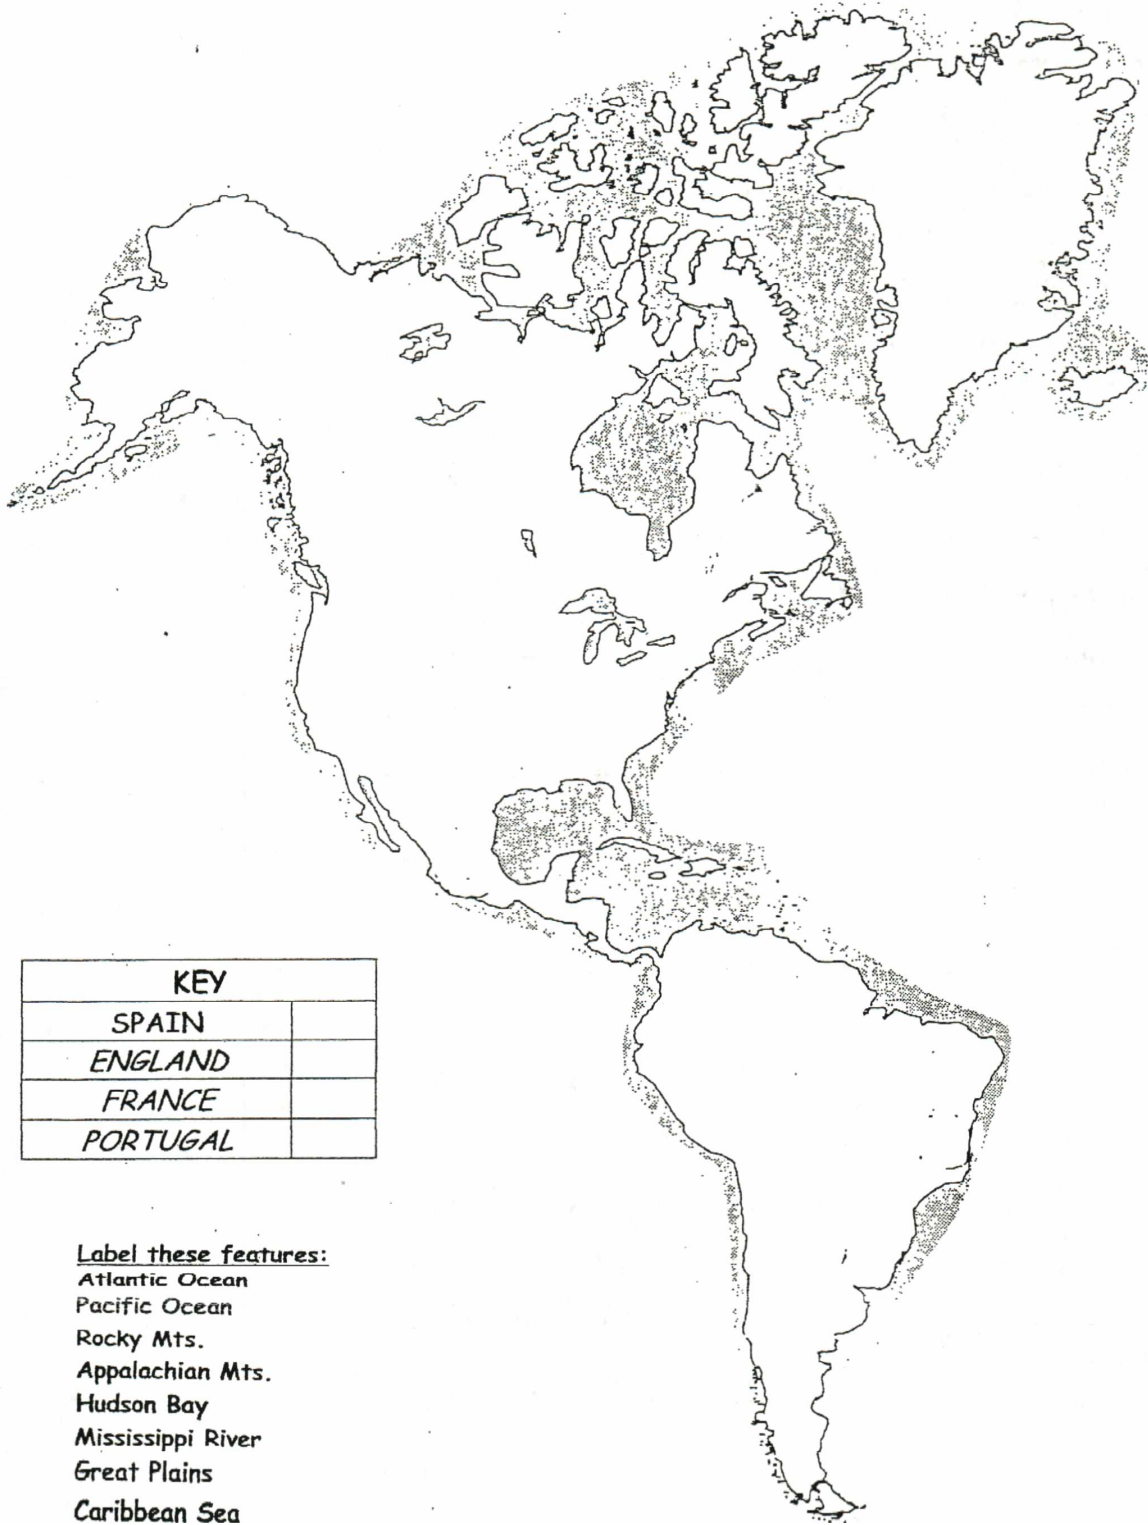 KEY
SPAIN
ENGLAND
FRANCE
PORTUGAL
Label these features:
Atlantic Ocean
Pacific Ocean
Rocky Mts.
Appalachian Mts.
Hudson Bay
Mississippi River
Great Plains
Caribbean Sea